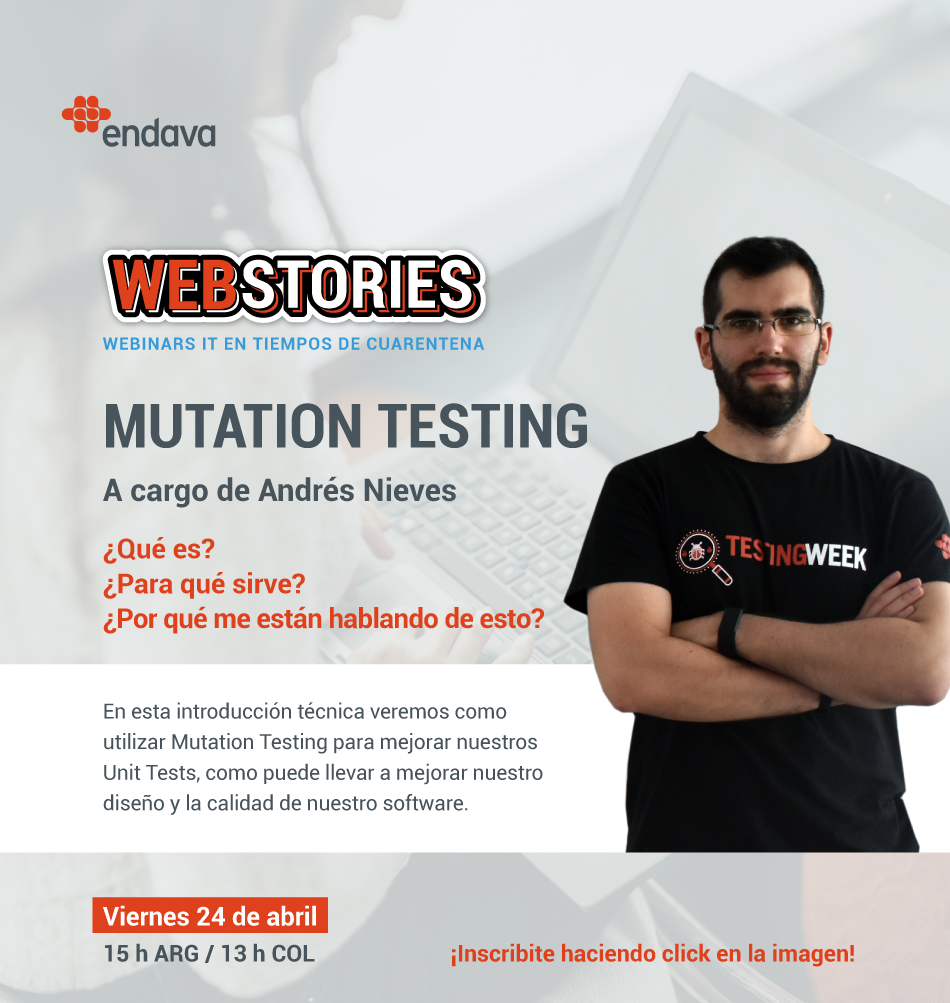 endava
WEBSTORIES
WEBINARS IT EN TIEMPOS DE CUARENTENA
MUTATION TESTING
A cargo de Andrés Nieves
¿Qué es?
¿Para qué sirve?
¿Por qué me están hablando de esto?
TESTINGWEEK
En esta introducción técnica veremos como
utilizar Mutation Testing para mejorar nuestros
Unit Tests, como puede llevar a mejorar nuestro
diseño y la calidad de nuestro software.
Viernes 24 de abril
15 h ARG / 13 h COL
¡Inscribite haciendo click en la imagen!